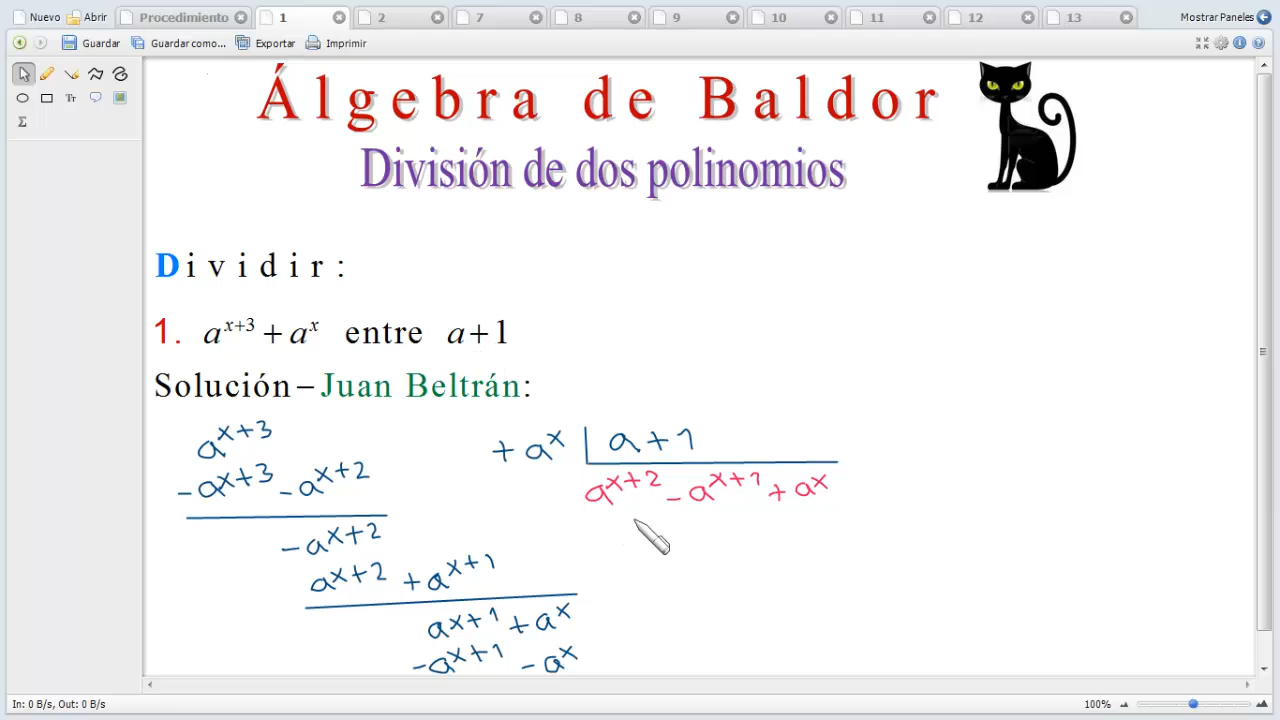 Nuevo Abrir Procedimiento 1 2 7 8 9 10 11 12 13 Mostrar Paneles
Guardar Guardar como... Exportar Imprimir
Tr
Σ
Álgebra de Baldor
División de dos polinomios
Dividir:
1. a^{x+3} + a^x entre a+1
Solución – Juan Beltrán:
a^{x+3} + a^x | a+1
-a^{x+3} -a^{x+2} a^{x+2} -a^{x+1} +a^x
-a^{x+2}
a^{x+2} +a^{x+1}
a^{x+1} +a^x
-a^{x+1} -a^x
In: 0 B/s, Out: 0 B/s 100%